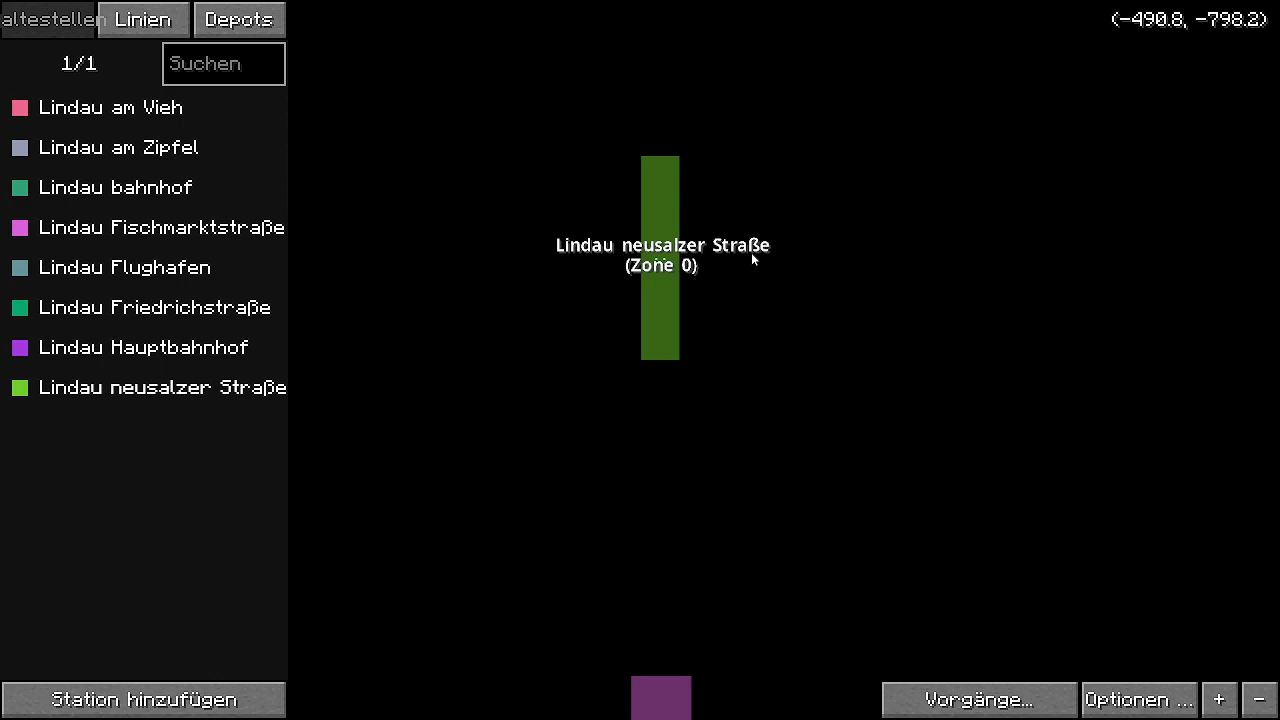 altestellen Linien Depots
(-490.8, -798.2)
1/1 Suchen
Lindau am Vieh
Lindau am Zipfel
Lindau bahnhof
Lindau Fischmarktstraße
Lindau Flughafen
Lindau Friedrichstraße
Lindau Hauptbahnhof
Lindau neusalzer Straße
Lindau neusalzer Straße
(Zone 0)
Station hinzufügen
Vorgänge... Optionen ... + -